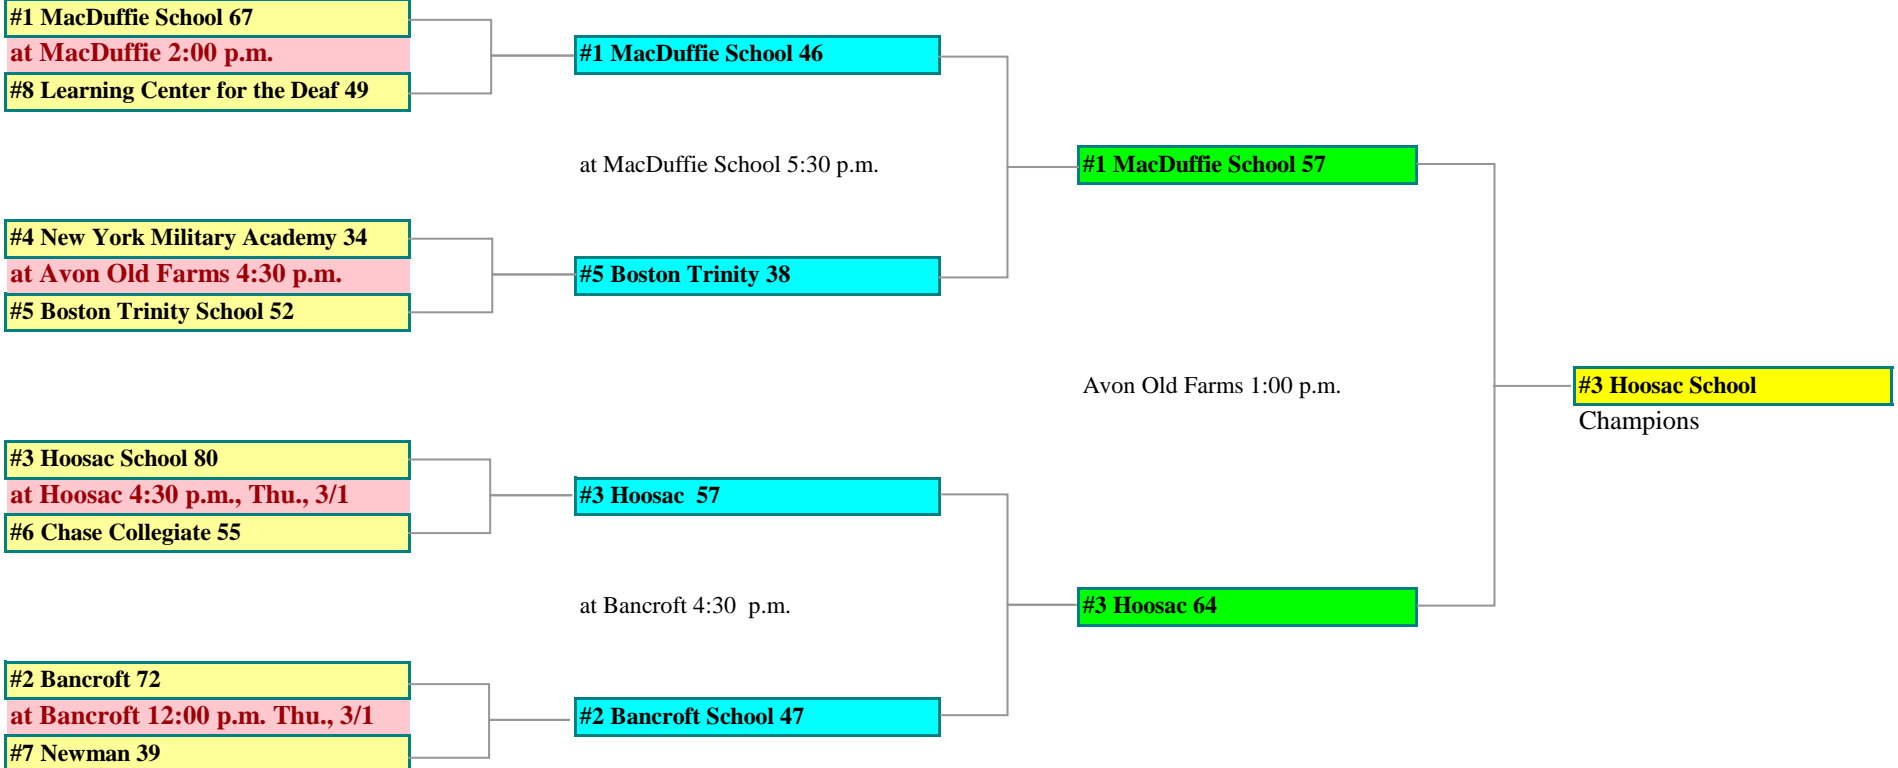 #1 MacDuffie School 67
at MacDuffie 2:00 p.m.
#8 Learning Center for the Deaf 49
#4 New York Military Academy 34
at Avon Old Farms 4:30 p.m.
#5 Boston Trinity School 52
#3 Hoosac School 80
at Hoosac 4:30 p.m., Thu., 3/1
#6 Chase Collegiate 55
#2 Bancroft 72
at Bancroft 12:00 p.m. Thu., 3/1
#7 Newman 39
#1 MacDuffie School 46
at MacDuffie School 5:30 p.m.
#5 Boston Trinity 38
#3 Hoosac  57
at Bancroft 4:30  p.m.
#2 Bancroft School 47
#1 MacDuffie School 57
Avon Old Farms 1:00 p.m.
#3 Hoosac 64
#3 Hoosac School
Champions